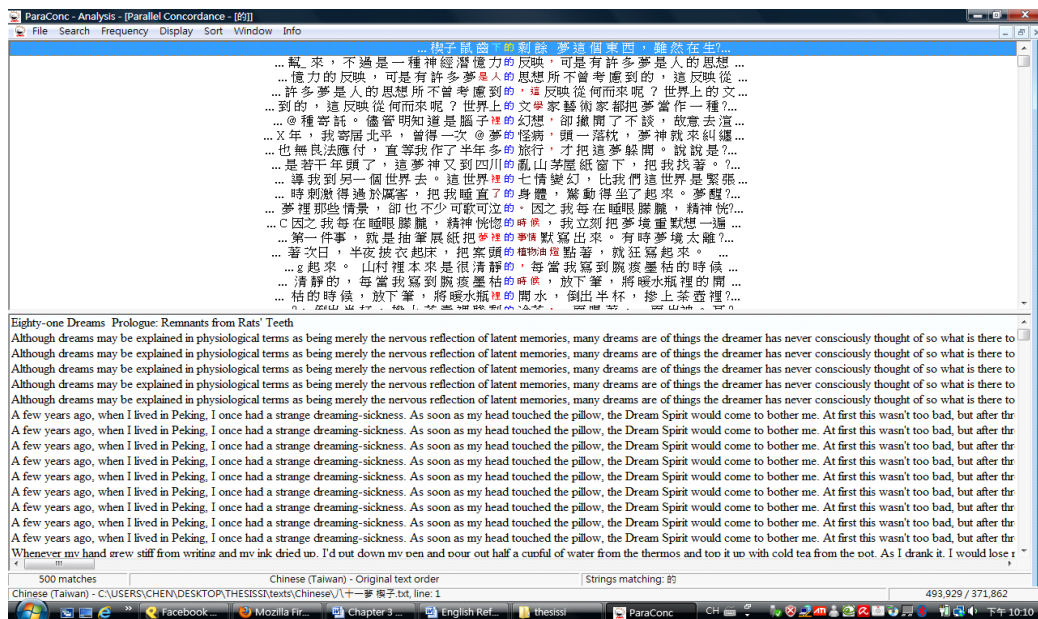 ParaConc - Analysis - [Parallel Concordance - [的]]
File Search Frequency Display Sort Window Info
... 楔子鼠齒下的剩餘 夢這個東西，雖然在生?...
... 幫_ 來，不過是一種神經潛憶力的反映，可是有許多夢是人的思想 ...
... 憶力的反映，可是有許多夢是人的思想所不曾考慮到的，這反映從 ...
... 許多夢是人的思想所不曾考慮到的，這反映從何而來呢？世界上的文...
... 到的，這反映從何而來呢？世界上的文學家藝術家都把夢當作一種?...
... @種寄託。儘管明知道是腦子裡的幻想，卻撇開了不談，故意去渲...
... X年，我寄居北平，曾得一次 @夢的怪病，頭一落枕，夢神就來糾纏...
... 也無良法應付，直等我作了半年多的旅行，才把這夢躲開。說說是?...
... 是若干年頭了，這夢神又到四川的亂山茅屋紙窗下，把我找著。?...
... 導我到另一個世界去。這世界裡的七情變幻，比我們這世界是緊張...
... 時刺激得過於厲害，把我睡直了的身體，驚動得坐了起來。夢醒?...
... 夢裡那些情景，卻也不少可歌可泣的。因之我每在睡眼朦朧，精神恍?...
... C因之我每在睡眼朦朧，精神恍惚的時候，我立刻把夢境重默想一遍 ...
... 第一件事，就是抽筆展紙把夢裡的事情默寫出來。有時夢境太離?...
... 著次日，半夜披衣起床，把案頭的植物油燈點著，就狂寫起來。 ...
... g起來。 山村裡本來是很清靜的，每當我寫到腕痠墨枯的時候 ...
... 清靜的，每當我寫到腕痠墨枯的時候，放下筆，將暖水瓶裡的開 ...
... 枯的時候，放下筆，將暖水瓶裡的開水，倒出半杯，摻上茶壺裡?...
Eighty-one Dreams Prologue: Remnants from Rats' Teeth
Although dreams may be explained in physiological terms as being merely the nervous reflection of latent memories, many dreams are of things the dreamer has never consciously thought of so what is there to
Although dreams may be explained in physiological terms as being merely the nervous reflection of latent memories, many dreams are of things the dreamer has never consciously thought of so what is there to
Although dreams may be explained in physiological terms as being merely the nervous reflection of latent memories, many dreams are of things the dreamer has never consciously thought of so what is there to
Although dreams may be explained in physiological terms as being merely the nervous reflection of latent memories, many dreams are of things the dreamer has never consciously thought of so what is there to
Although dreams may be explained in physiological terms as being merely the nervous reflection of latent memories, many dreams are of things the dreamer has never consciously thought of so what is there to
A few years ago, when I lived in Peking, I once had a strange dreaming-sickness. As soon as my head touched the pillow, the Dream Spirit would come to bother me. At first this wasn't too bad, but after thr
A few years ago, when I lived in Peking, I once had a strange dreaming-sickness. As soon as my head touched the pillow, the Dream Spirit would come to bother me. At first this wasn't too bad, but after thr
A few years ago, when I lived in Peking, I once had a strange dreaming-sickness. As soon as my head touched the pillow, the Dream Spirit would come to bother me. At first this wasn't too bad, but after thr
A few years ago, when I lived in Peking, I once had a strange dreaming-sickness. As soon as my head touched the pillow, the Dream Spirit would come to bother me. At first this wasn't too bad, but after thr
A few years ago, when I lived in Peking, I once had a strange dreaming-sickness. As soon as my head touched the pillow, the Dream Spirit would come to bother me. At first this wasn't too bad, but after thr
A few years ago, when I lived in Peking, I once had a strange dreaming-sickness. As soon as my head touched the pillow, the Dream Spirit would come to bother me. At first this wasn't too bad, but after thr
A few years ago, when I lived in Peking, I once had a strange dreaming-sickness. As soon as my head touched the pillow, the Dream Spirit would come to bother me. At first this wasn't too bad, but after thr
A few years ago, when I lived in Peking, I once had a strange dreaming-sickness. As soon as my head touched the pillow, the Dream Spirit would come to bother me. At first this wasn't too bad, but after thr
A few years ago, when I lived in Peking, I once had a strange dreaming-sickness. As soon as my head touched the pillow, the Dream Spirit would come to bother me. At first this wasn't too bad, but after thr
Whenever my hand grew stiff from writing and my ink dried up, I'd put down my pen and pour out half a cupful of water from the thermos and top it up with cold tea from the pot. As I drank it, I would lose r
500 matches Chinese (Taiwan) - Original text order Strings matching: 的
Chinese (Taiwan) - C:\USERS\CHEN\DESKTOP\THESISSI\texts\Chinese\八十一夢 楔子.txt, line: 1 493,929 / 371,862
Facebook ... Mozilla Fir... Chapter 3 ... English Ref... thesissi ParaConc CH 下午 10:10